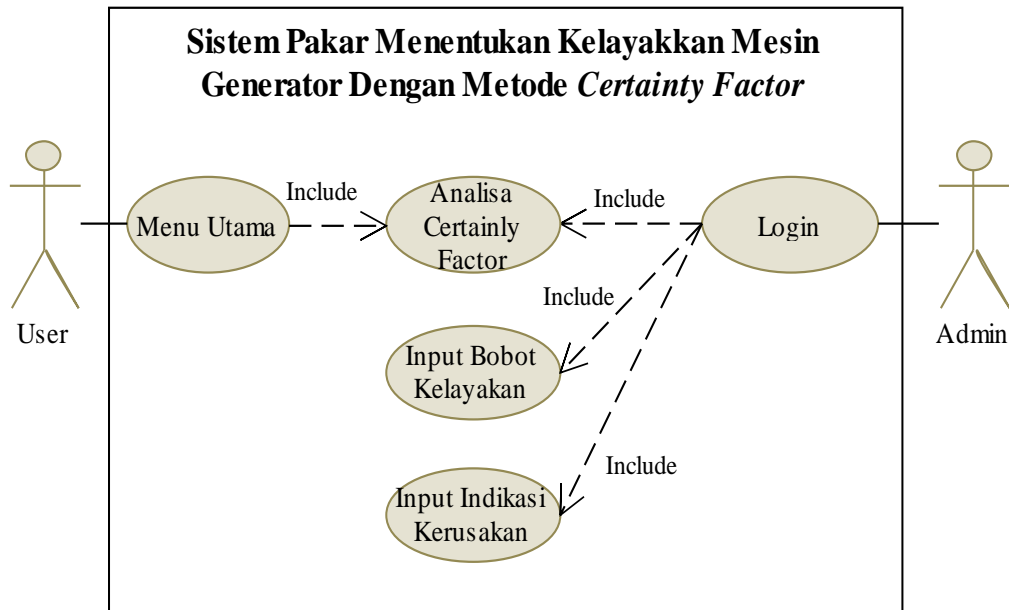 Sistem Pakar Menentukan Kelayakkan Mesin
Generator Dengan Metode Certainty Factor
Menu Utama
Include
Analisa
Certainly
Factor
Include
Login
User
Admin
Include
Input Bobot
Kelayakan
Include
Input Indikasi
Kerusakan